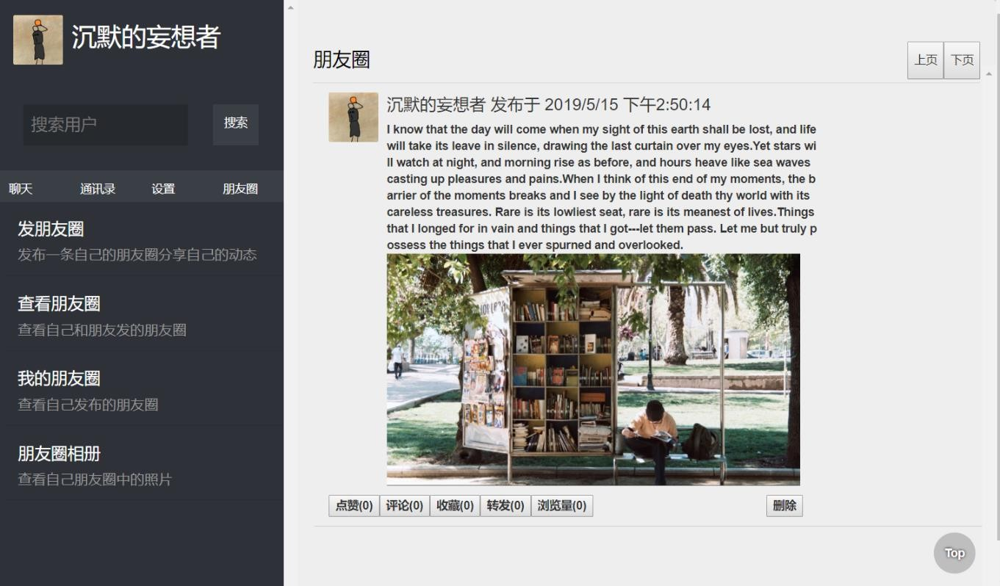 沉默的妄想者
搜索用户
搜索
聊天
通讯录
设置
朋友圈
发朋友圈
发布一条自己的朋友圈分享自己的动态
查看朋友圈
查看自己和朋友发的朋友圈
我的朋友圈
查看自己发布的朋友圈
朋友圈相册
查看自己朋友圈中的照片
朋友圈
上页
下页
沉默的妄想者 发布于 2019/5/15 下午2:50:14
I know that the day will come when my sight of this earth shall be lost, and life
will take its leave in silence, drawing the last curtain over my eyes.Yet stars wi
ll watch at night, and morning rise as before, and hours heave like sea waves
casting up pleasures and pains.When I think of this end of my moments, the b
arrier of the moments breaks and I see by the light of death thy world with its
careless treasures. Rare is its lowliest seat, rare is its meanest of lives.Things
that I longed for in vain and things that I got---let them pass. Let me but truly p
ossess the things that I ever spurned and overlooked.
点赞(0)
评论(0)
收藏(0)
转发(0)
浏览量(0)
删除
Top